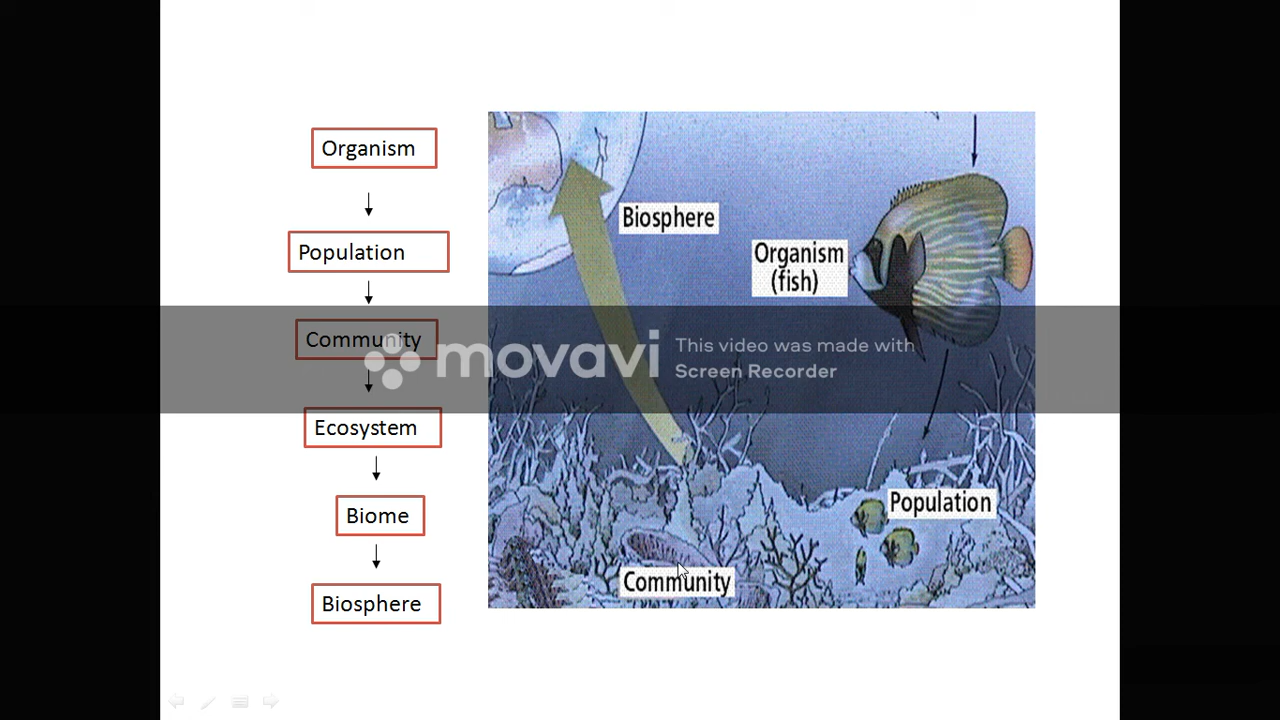 Organism
Population
Community
Ecosystem
Biome
Biosphere
Biosphere
Organism
(fish)
Population
Community
movavi
This video was made with
Screen Recorder